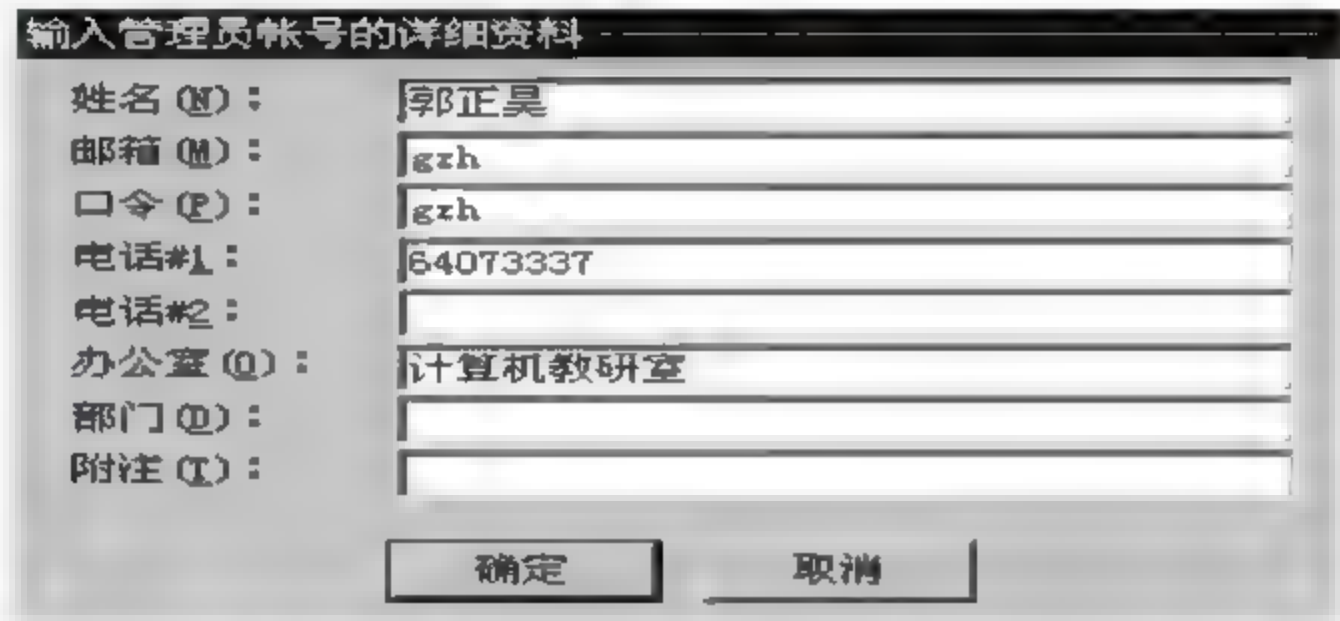 输入管理员帐号的详细资料
姓名(N)： 郭正昊
邮箱(M)： gzh
口令(P)： gzh
电话#1： 64073337
电话#2：
办公室(O)： 计算机教研室
部门(D)：
附注(T)：
确定 取消